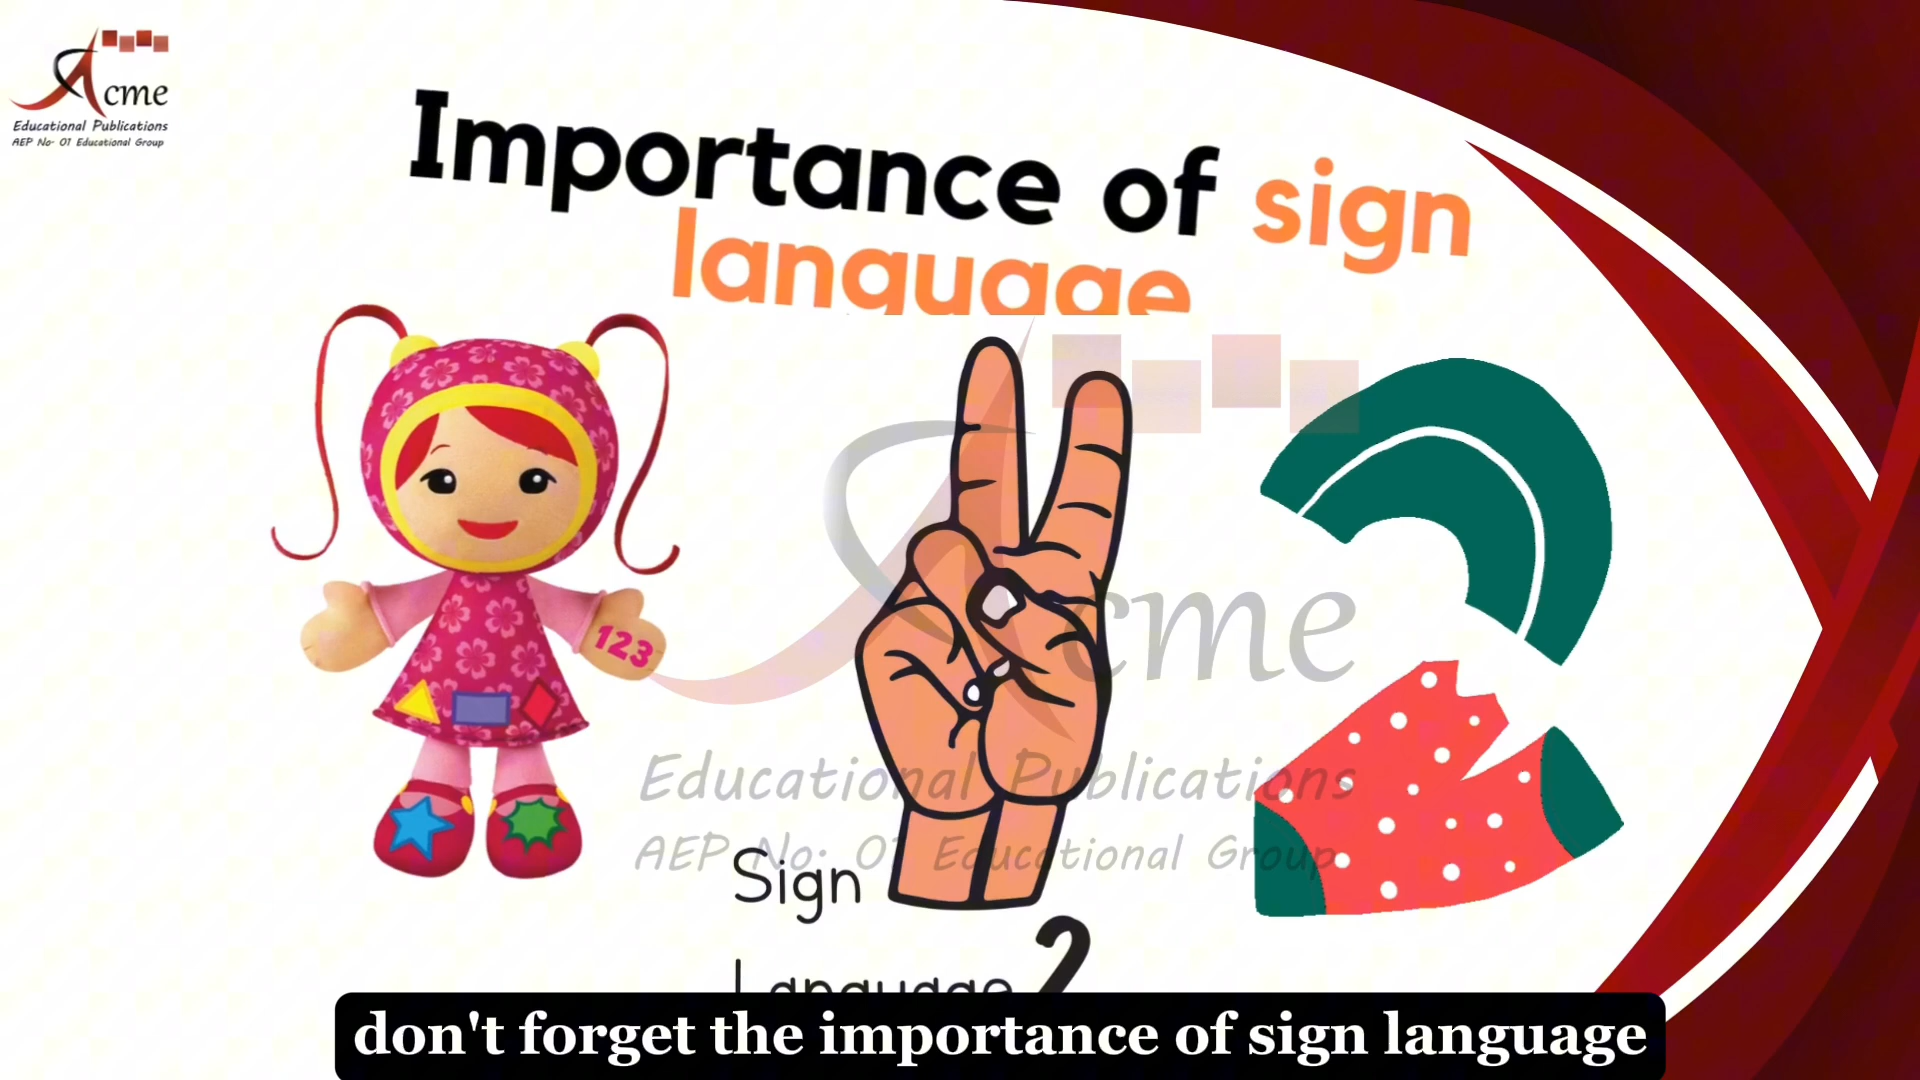 Acme
Educational Publications
AEP No· 01 Educational Group
Importance of sign
language
123
Acme
Educational Publications
AEP No· 01 Educational Group
Sign
Language 2
don't forget the importance of sign language